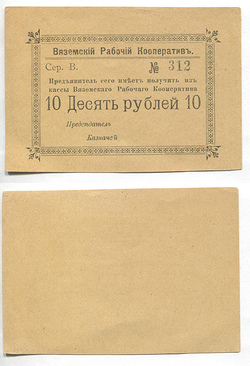 Вяземскій Рабочій Кооперативъ.
Сер. В. № 312
Предъявитель сего имѣетъ получить изъ
кассы Вяземскаго Рабочаго Кооператива
10 Десять рублей 10
Предсѣдатель
Казначей